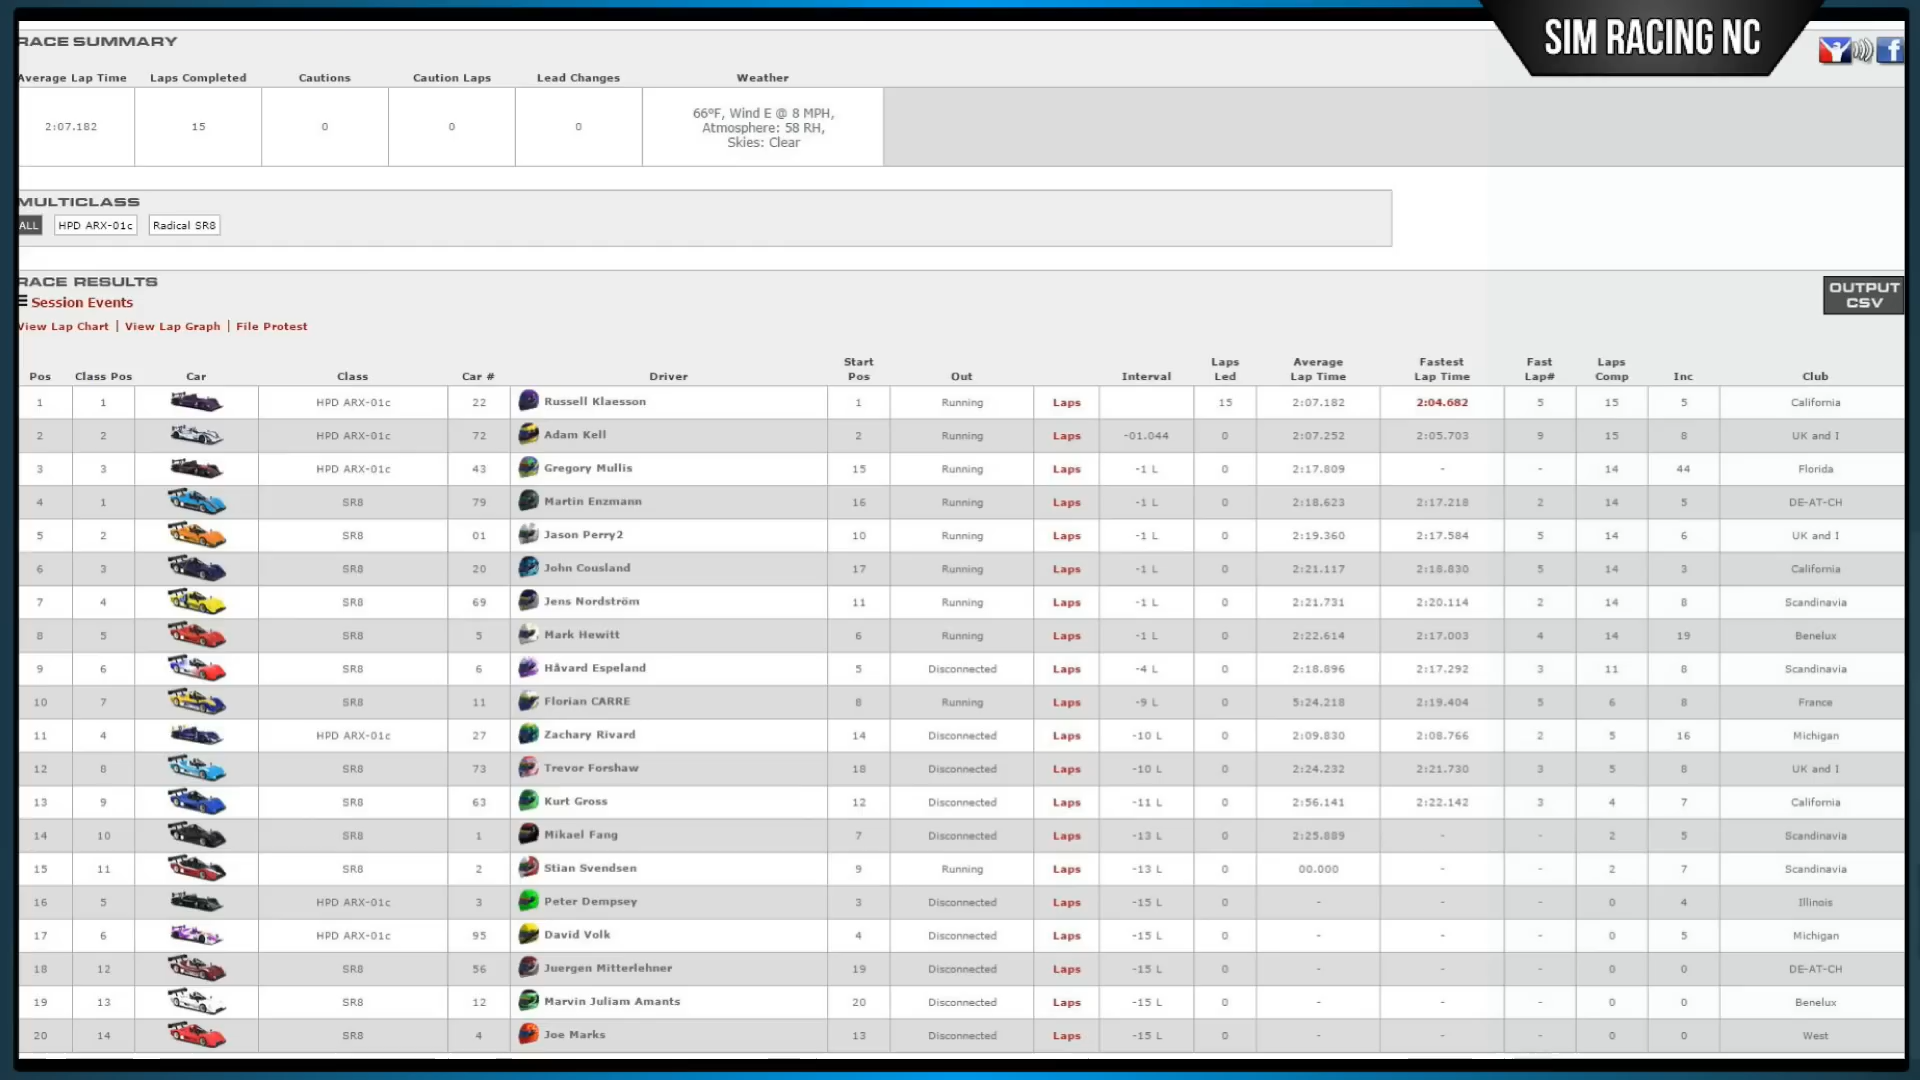 SIM RACING NC
RACE SUMMARY
Average Lap Time Laps Completed Cautions Caution Laps Lead Changes Weather
2:07.182 15 0 0 0 66°F, Wind E @ 8 MPH,
Atmosphere: 58 RH,
Skies: Clear
MULTICLASS
ALL HPD ARX-01c Radical SR8
RACE RESULTS
Session Events
OUTPUT CSV
View Lap Chart | View Lap Graph | File Protest
Pos Class Pos Car Class Car # Driver Start Pos Out Interval Laps Led Average Lap Time Fastest Lap Time Fast Lap# Laps Comp Inc Club
1 1 HPD ARX-01c 22 Russell Klaesson 1 Running Laps 15 2:07.182 2:04.682 5 15 5 California
2 2 HPD ARX-01c 72 Adam Kell 2 Running Laps -01.044 0 2:07.252 2:05.703 9 15 8 UK and I
3 3 HPD ARX-01c 43 Gregory Mullis 15 Running Laps -1 L 0 2:17.809 - - 14 44 Florida
4 1 SR8 79 Martin Enzmann 16 Running Laps -1 L 0 2:18.623 2:17.218 2 14 5 DE-AT-CH
5 2 SR8 01 Jason Perry2 10 Running Laps -1 L 0 2:19.360 2:17.584 5 14 6 UK and I
6 3 SR8 20 John Cousland 17 Running Laps -1 L 0 2:21.117 2:18.830 5 14 3 California
7 4 SR8 69 Jens Nordström 11 Running Laps -1 L 0 2:21.731 2:20.114 2 14 8 Scandinavia
8 5 SR8 5 Mark Hewitt 6 Running Laps -1 L 0 2:22.614 2:17.003 4 14 19 Benelux
9 6 SR8 6 Håvard Espeland 5 Disconnected Laps -4 L 0 2:18.896 2:17.292 3 11 8 Scandinavia
10 7 SR8 11 Florian CARRE 8 Running Laps -9 L 0 5:24.218 2:19.404 5 6 8 France
11 4 HPD ARX-01c 27 Zachary Rivard 14 Disconnected Laps -10 L 0 2:09.830 2:08.766 2 5 16 Michigan
12 8 SR8 73 Trevor Forshaw 18 Disconnected Laps -10 L 0 2:24.232 2:21.730 3 5 8 UK and I
13 9 SR8 63 Kurt Gross 12 Disconnected Laps -11 L 0 2:56.141 2:22.142 3 4 7 California
14 10 SR8 1 Mikael Fang 7 Disconnected Laps -13 L 0 2:25.889 - - 2 5 Scandinavia
15 11 SR8 2 Stian Svendsen 9 Running Laps -13 L 0 00.000 - - 2 7 Scandinavia
16 5 HPD ARX-01c 3 Peter Dempsey 3 Disconnected Laps -15 L 0 - - - 0 4 Illinois
17 6 HPD ARX-01c 95 David Volk 4 Disconnected Laps -15 L 0 - - - 0 5 Michigan
18 12 SR8 56 Juergen Mitterlehner 19 Disconnected Laps -15 L 0 - - - 0 0 DE-AT-CH
19 13 SR8 12 Marvin Juliam Amants 20 Disconnected Laps -15 L 0 - - - 0 0 Benelux
20 14 SR8 4 Joe Marks 13 Disconnected Laps -15 L 0 - - - 0 0 West